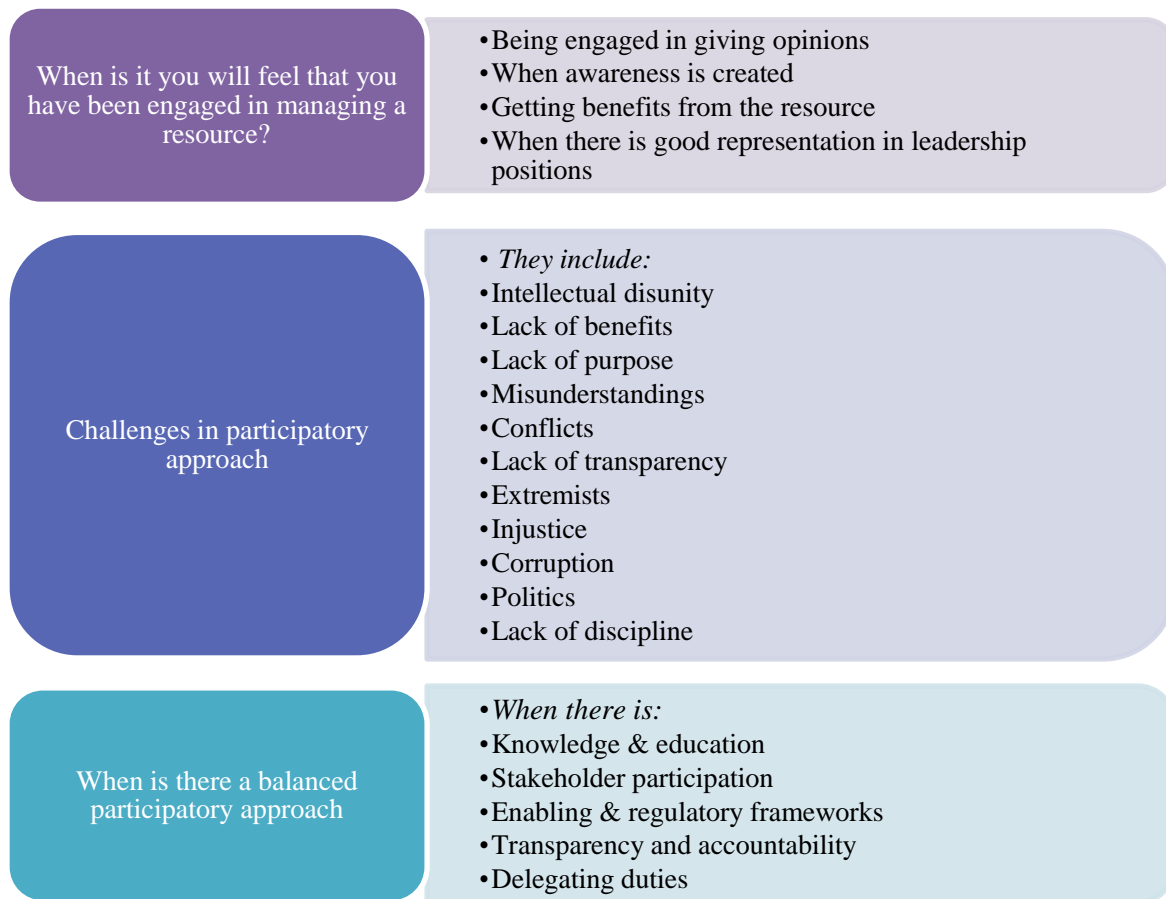 When is it you will feel that you
have been engaged in managing a
resource?
•Being engaged in giving opinions
•When awareness is created
•Getting benefits from the resource
•When there is good representation in leadership
positions
Challenges in participatory
approach
• They include:
•Intellectual disunity
•Lack of benefits
•Lack of purpose
•Misunderstandings
•Conflicts
•Lack of transparency
•Extremists
•Injustice
•Corruption
•Politics
•Lack of discipline
When is there a balanced
participatory approach
•When there is:
•Knowledge & education
•Stakeholder participation
•Enabling & regulatory frameworks
•Transparency and accountability
•Delegating duties